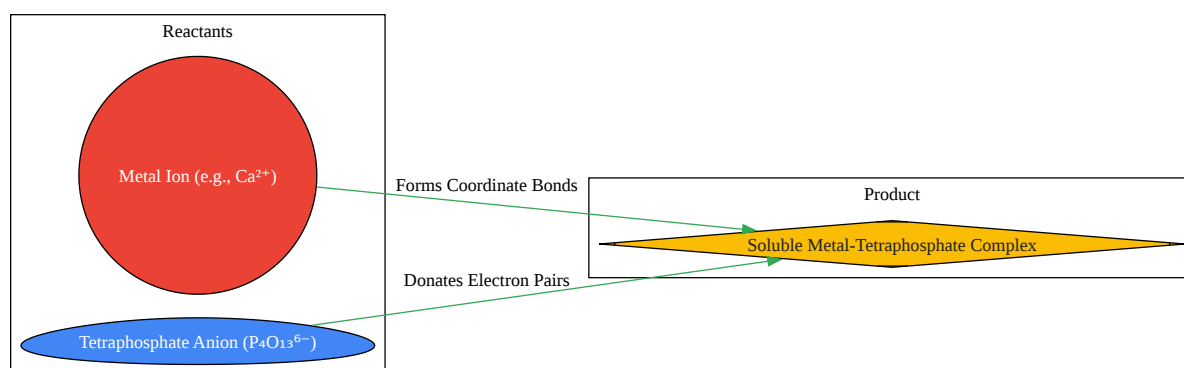 Reactants
Metal Ion (e.g., Ca²⁺)
Forms Coordinate Bonds
Product
Soluble Metal-Tetraphosphate Complex
Donates Electron Pairs
Tetraphosphate Anion (P₄O₁₃⁶⁻)